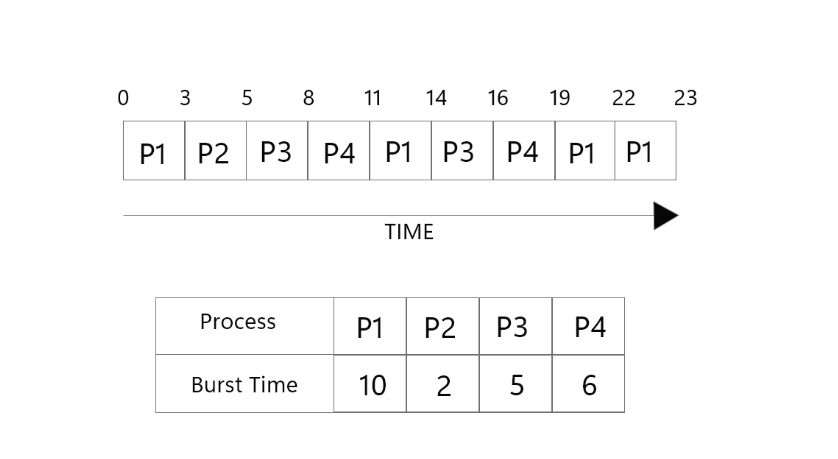 0 3 5 8 11 14 16 19 22 23
P1 P2 P3 P4 P1 P3 P4 P1 P1
TIME
Process P1 P2 P3 P4
Burst Time 10 2 5 6